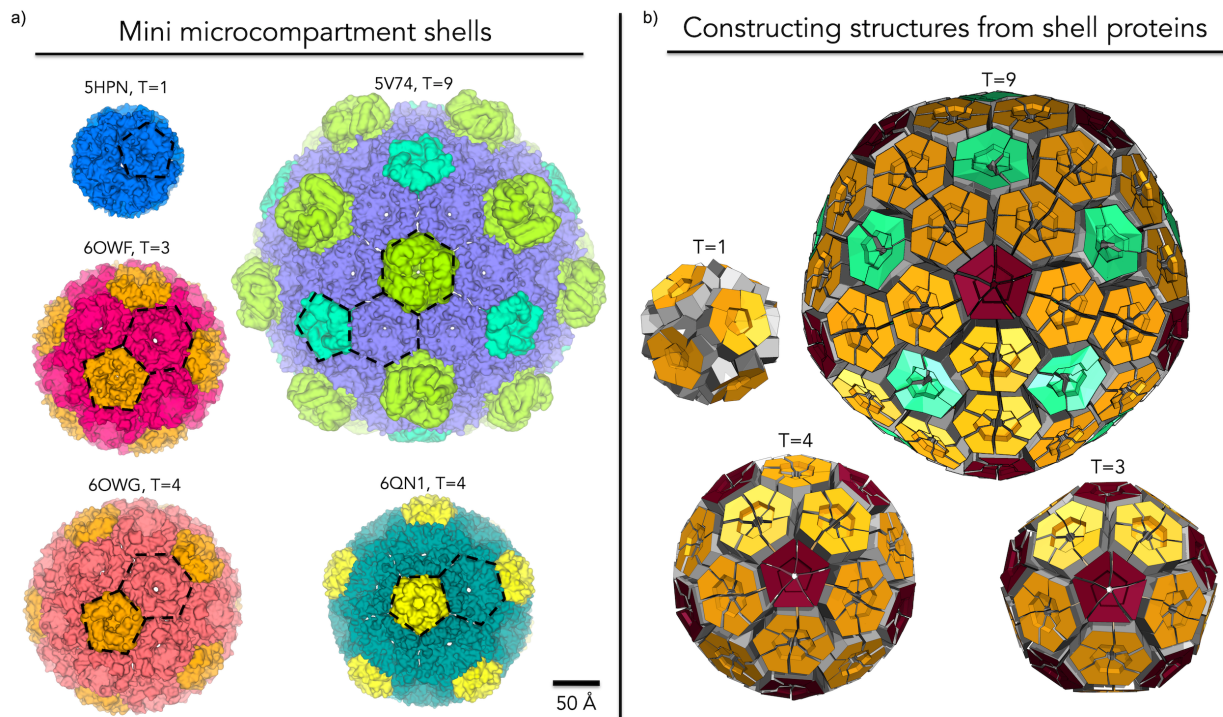 a)
Mini microcompartment shells
5HPN, T=1
5V74, T=9
6OWF, T=3
6OWG, T=4
6QN1, T=4
50 Å
b)
Constructing structures from shell proteins
T=9
T=1
T=4
T=3